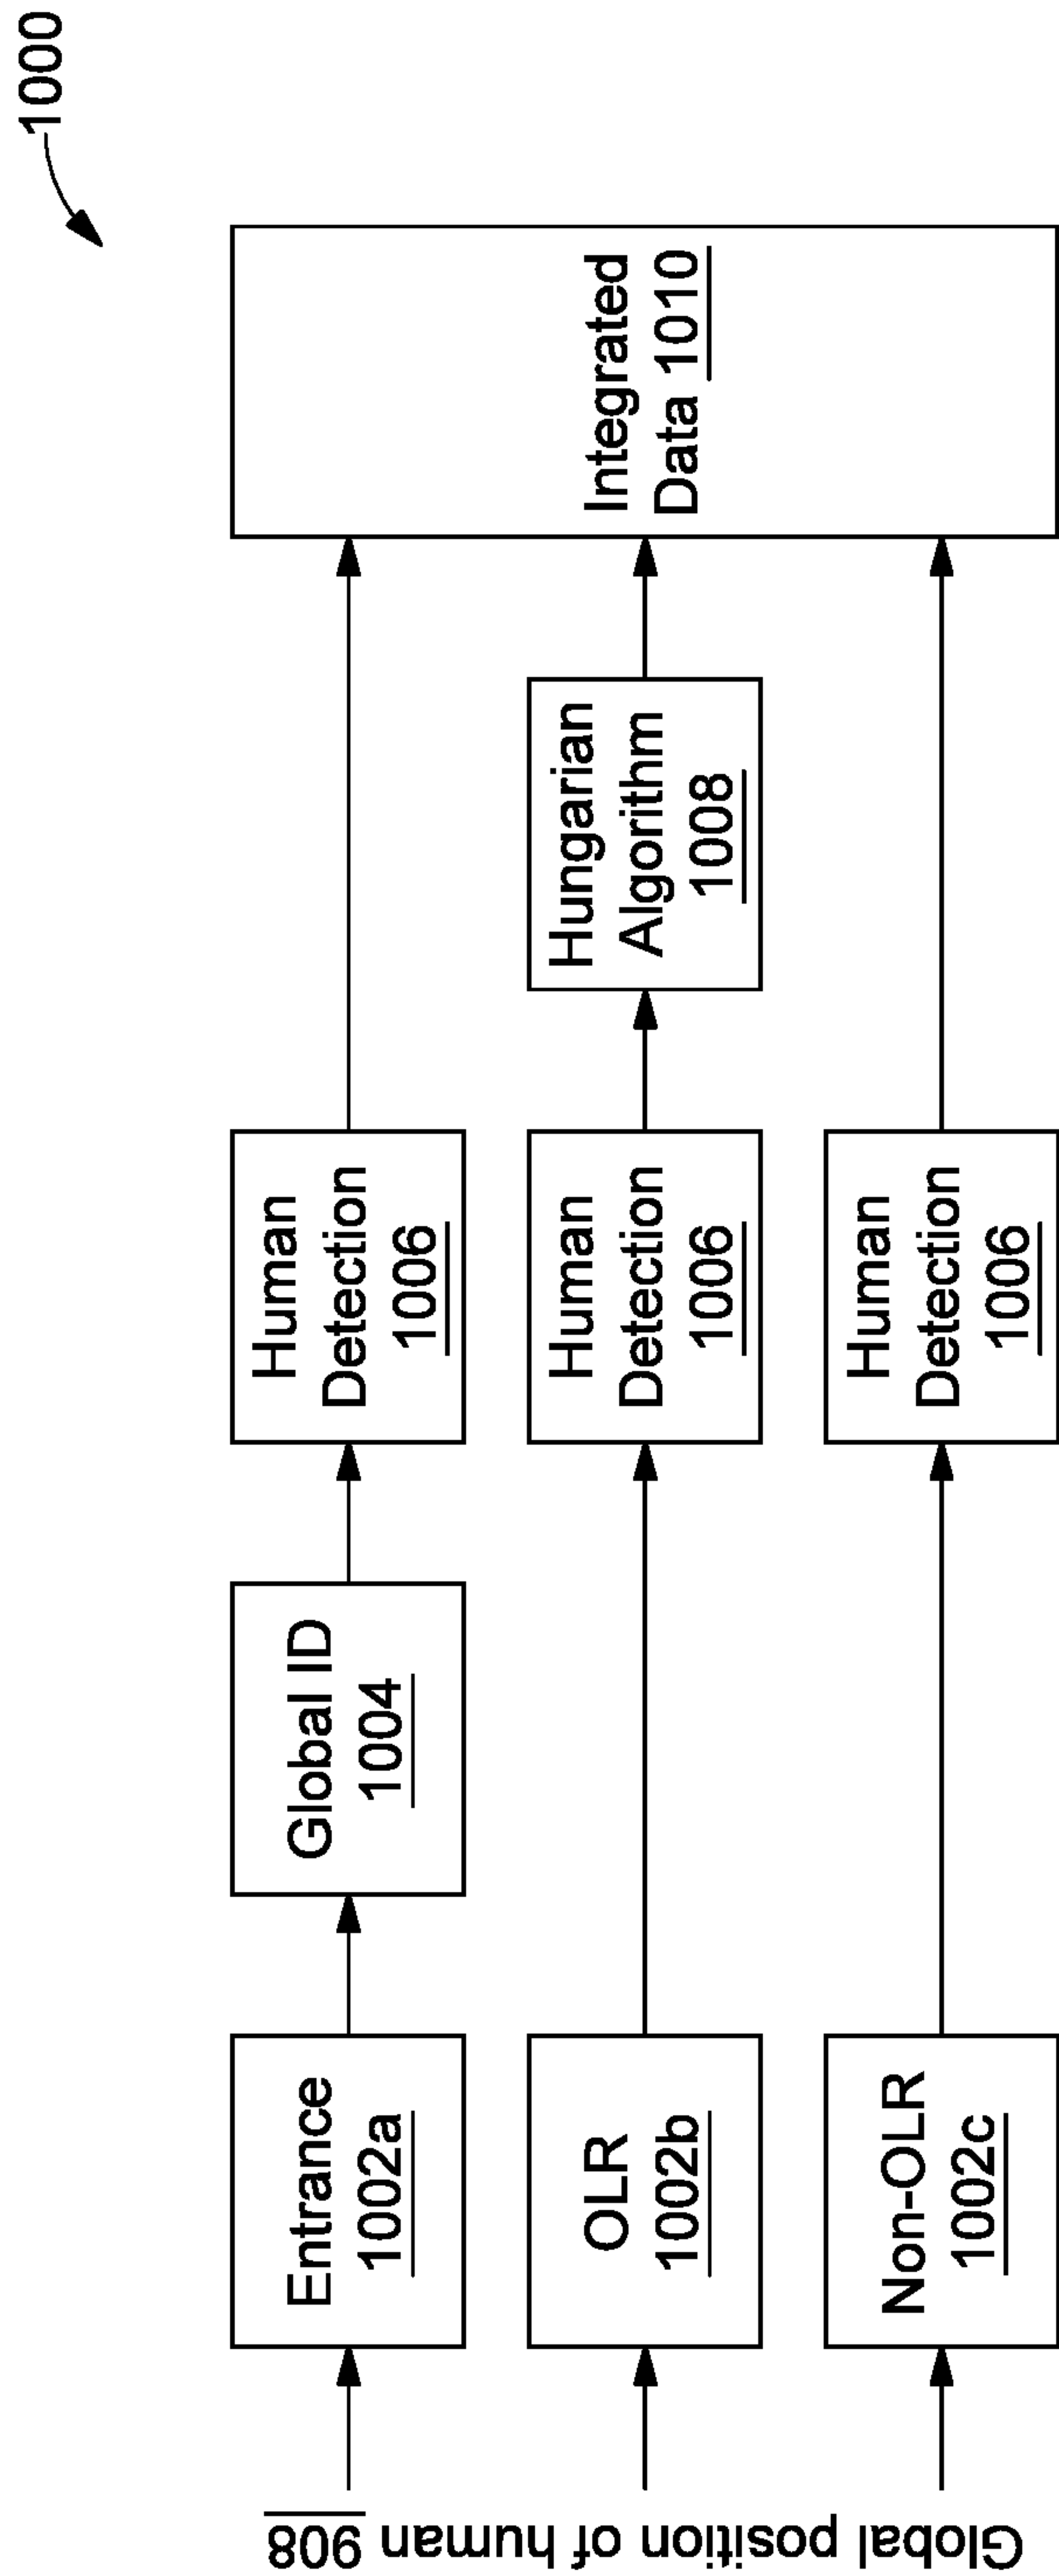 1000
Global position of human 908
Entrance
1002a
Global ID
1004
Human
Detection
1006
OLR
1002b
Human
Detection
1006
Hungarian
Algorithm
1008
Non-OLR
1002c
Human
Detection
1006
Integrated
Data 1010